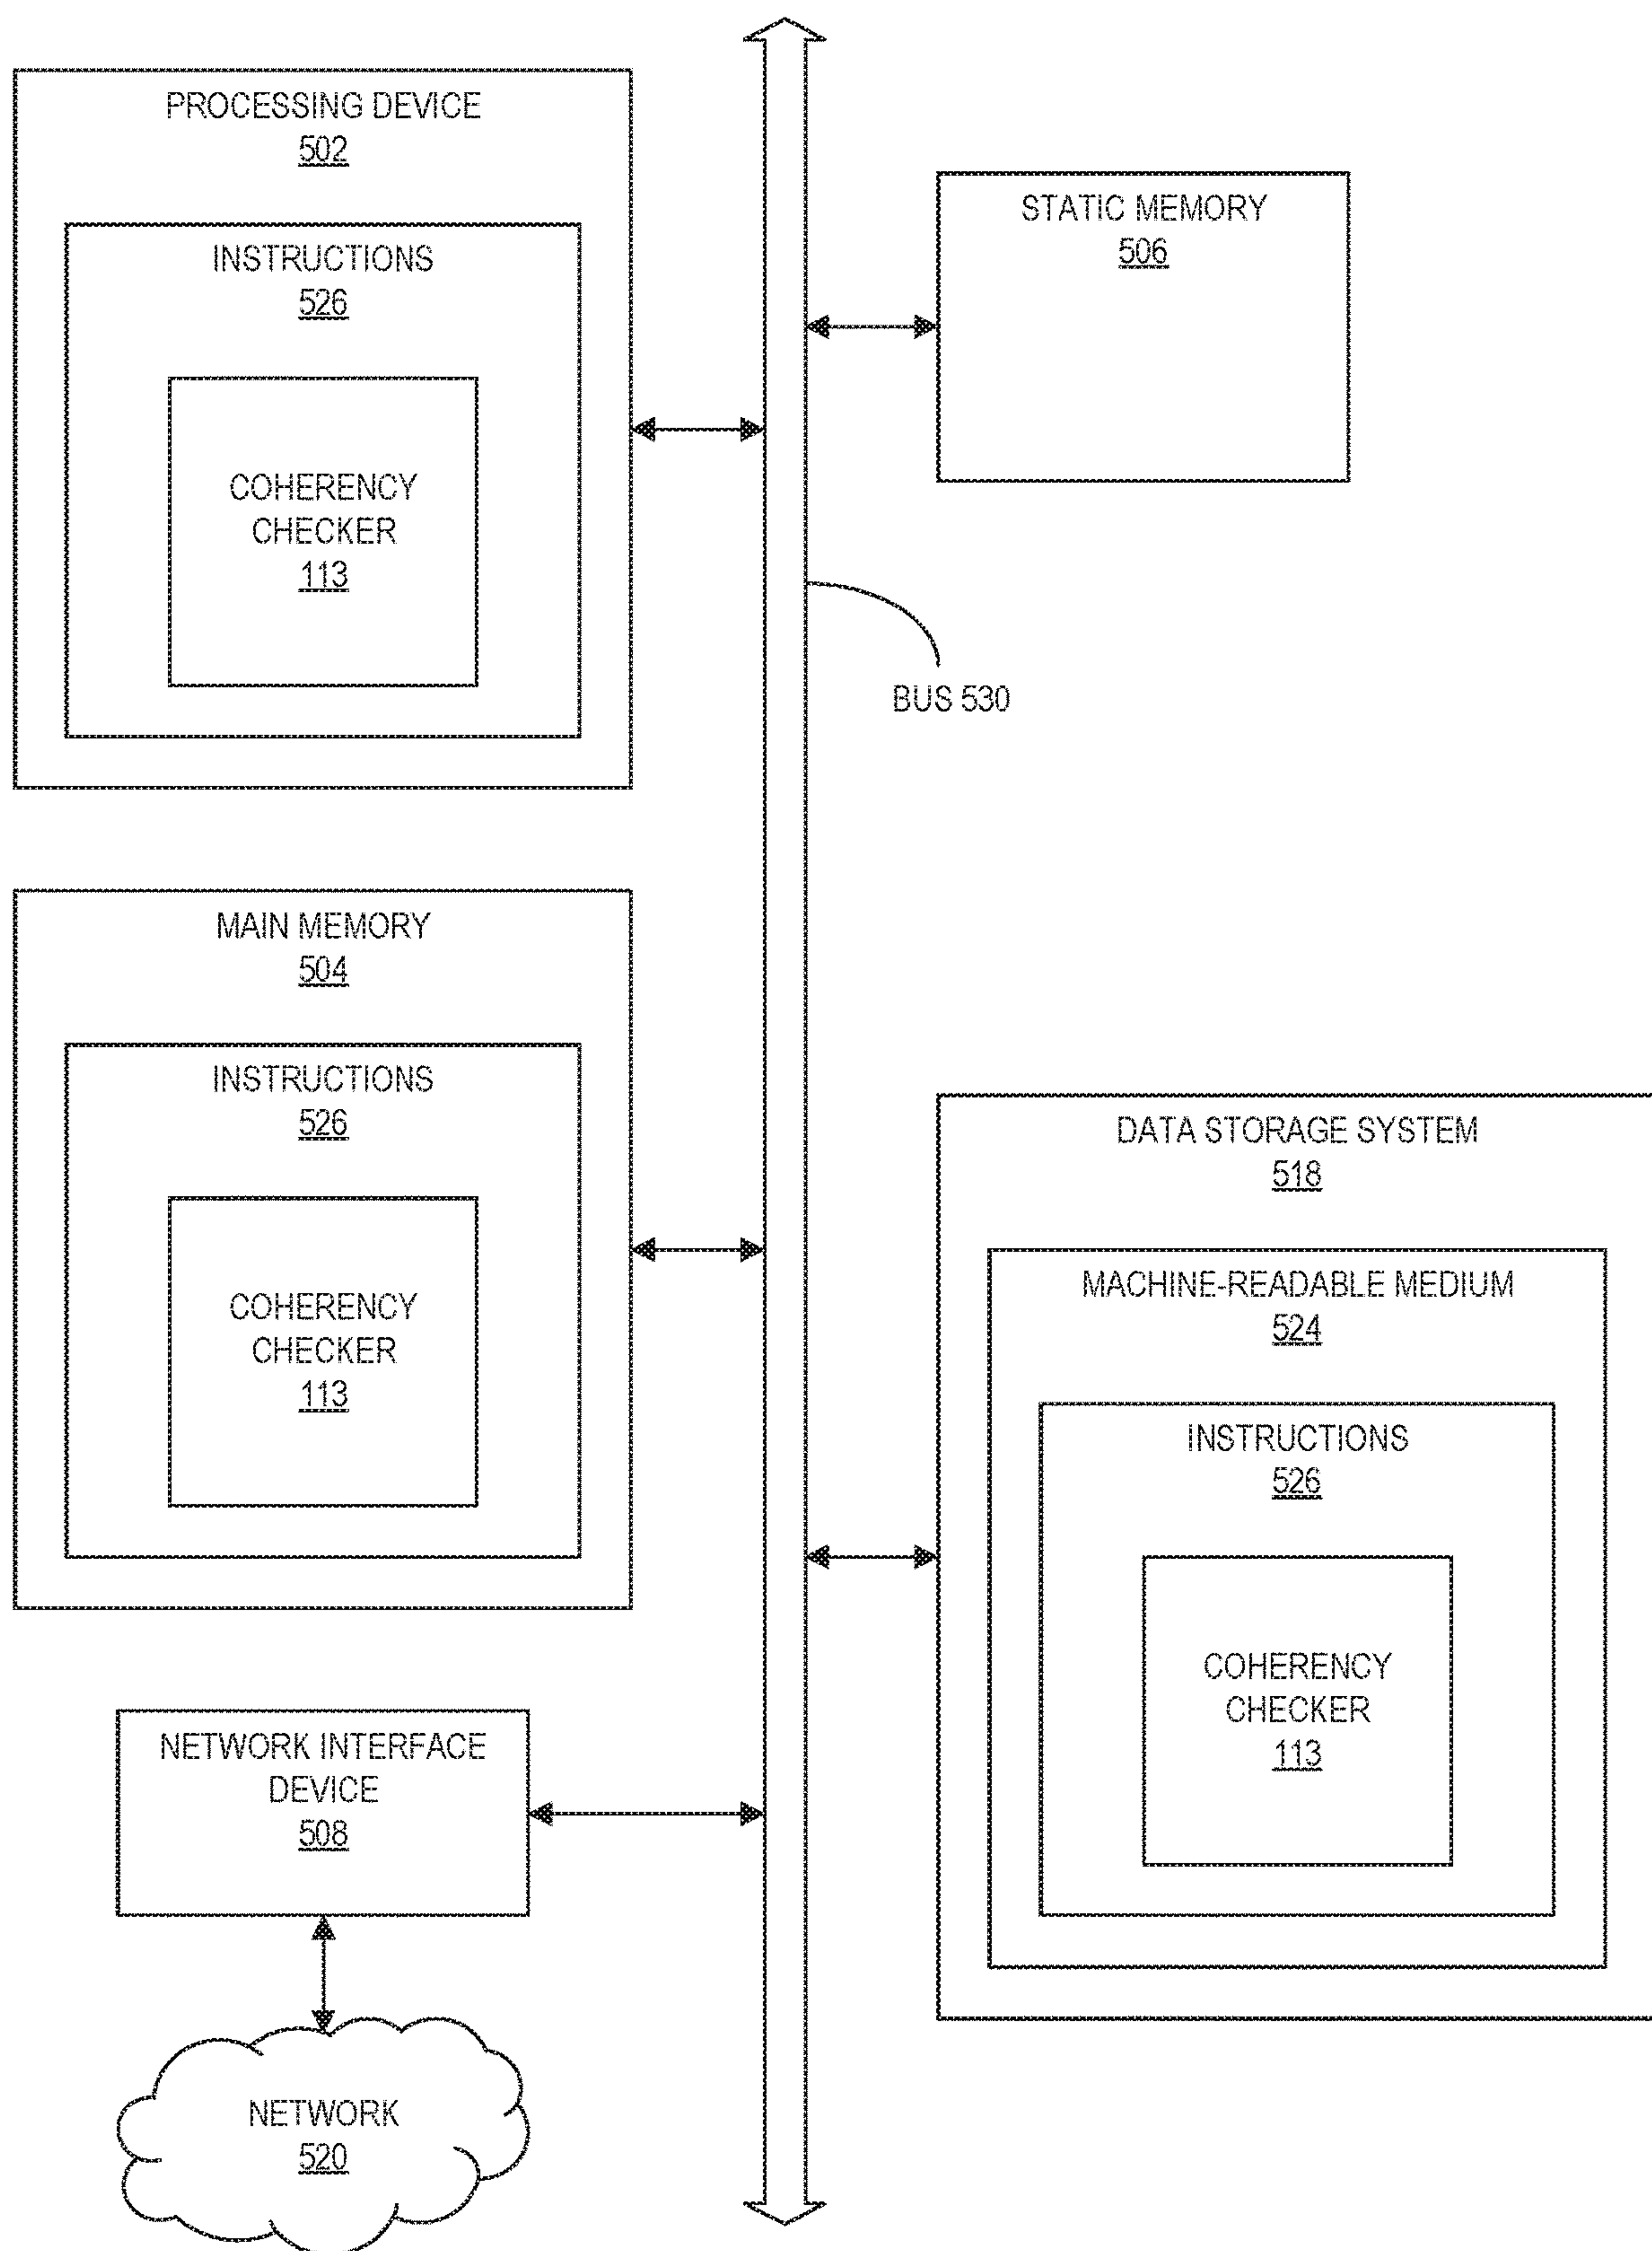 PROCESSING DEVICE
502
INSTRUCTIONS
526
COHERENCY
CHECKER
113
STATIC MEMORY
506
BUS 530
MAIN MEMORY
504
INSTRUCTIONS
526
COHERENCY
CHECKER
113
DATA STORAGE SYSTEM
518
MACHINE-READABLE MEDIUM
524
INSTRUCTIONS
526
COHERENCY
CHECKER
113
NETWORK INTERFACE
DEVICE
508
NETWORK
520